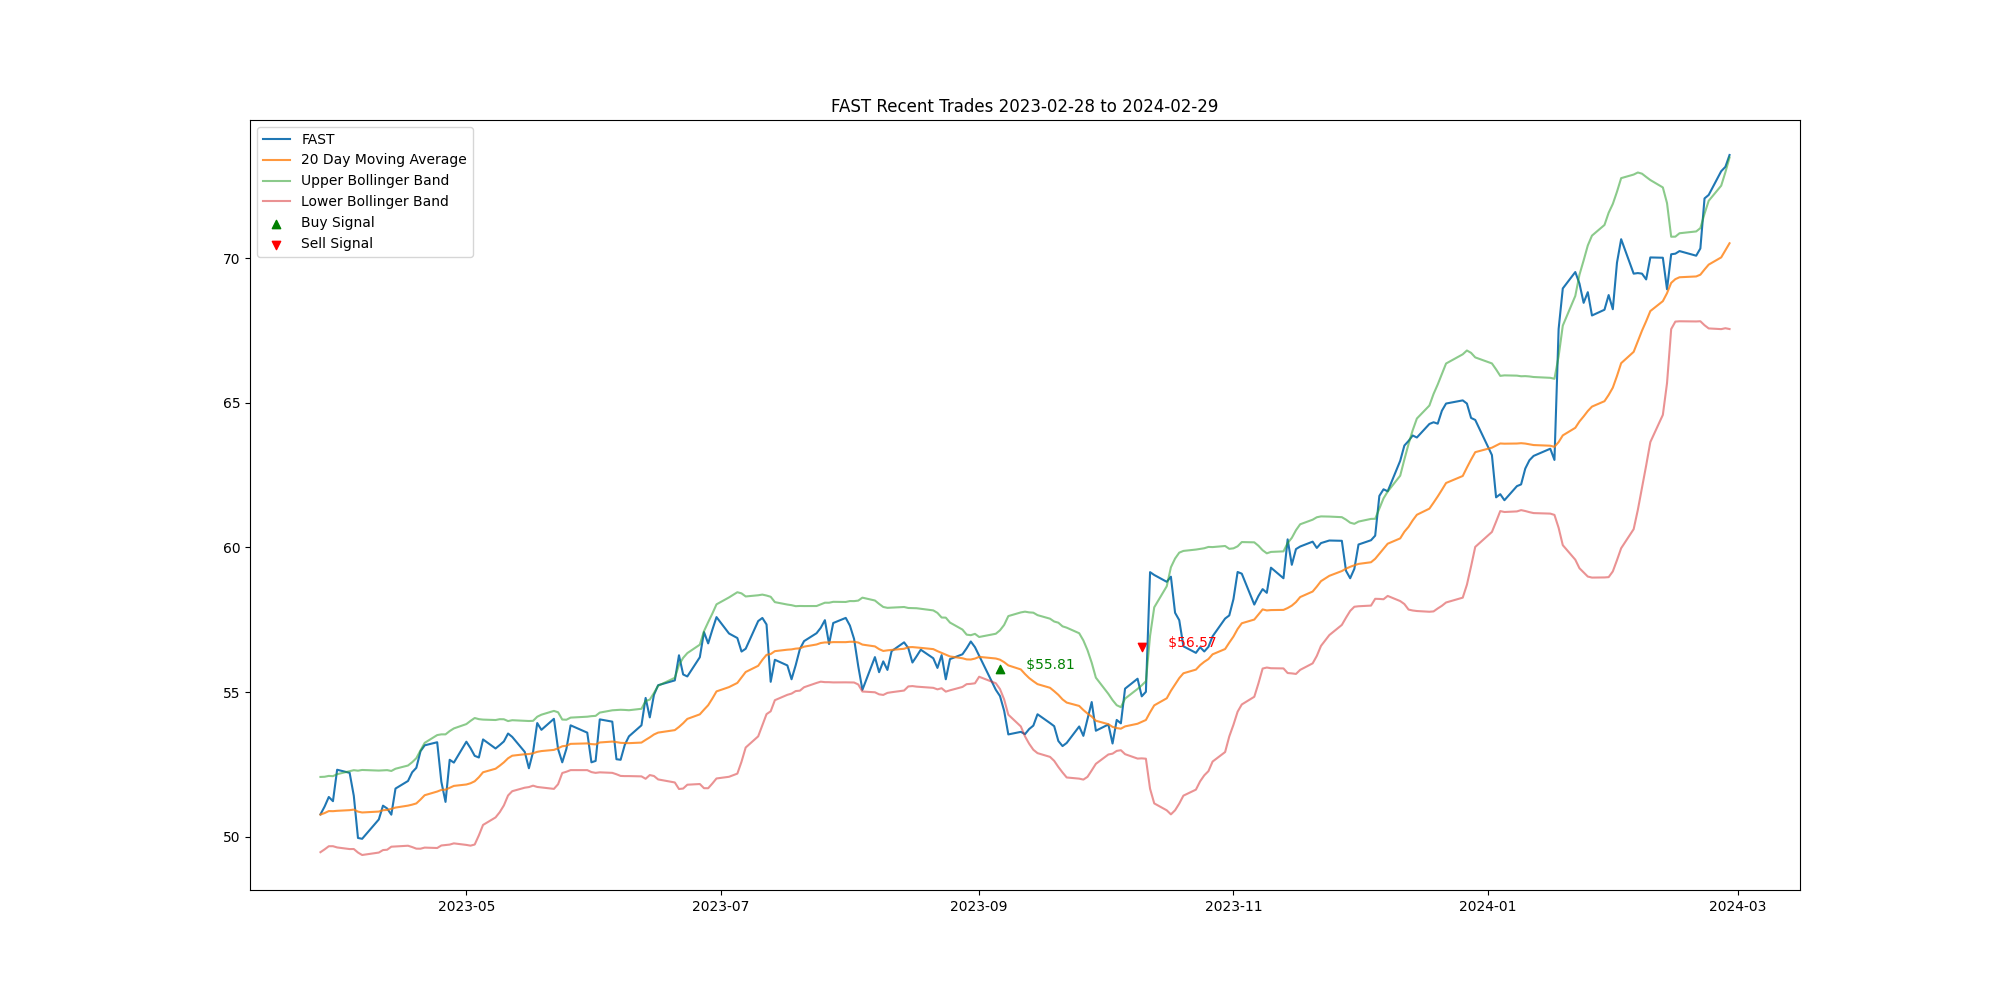 FAST Recent Trades 2023-02-28 to 2024-02-29
FAST
20 Day Moving Average
Upper Bollinger Band
Lower Bollinger Band
Buy Signal
Sell Signal
70
65
60
55
50
$56.57
$55.81
2023-05
2023-07
2023-09
2023-11
2024-01
2024-03